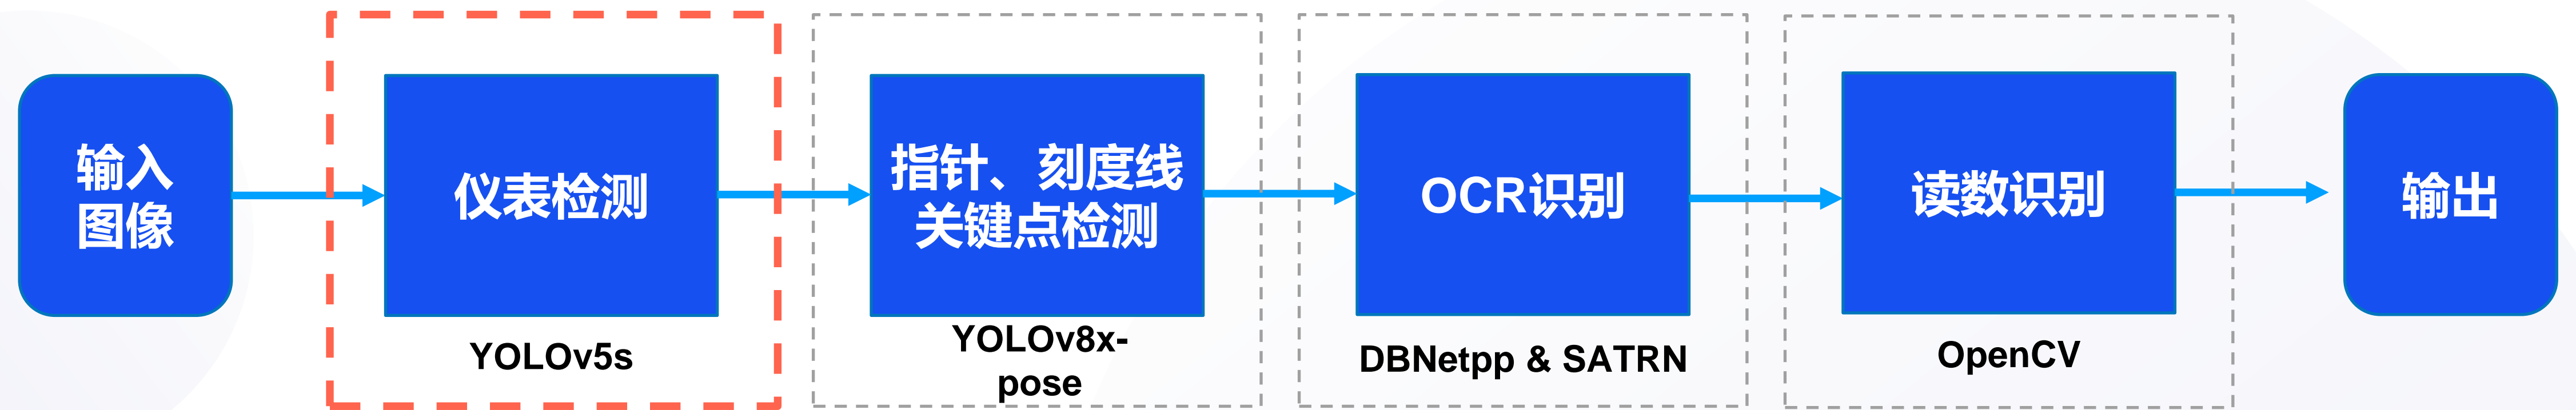 输入
图像
仪表检测
YOLOv5s
指针、刻度线
关键点检测
YOLOv8x-
pose
OCR识别
DBNetpp & SATRN
读数识别
OpenCV
输出